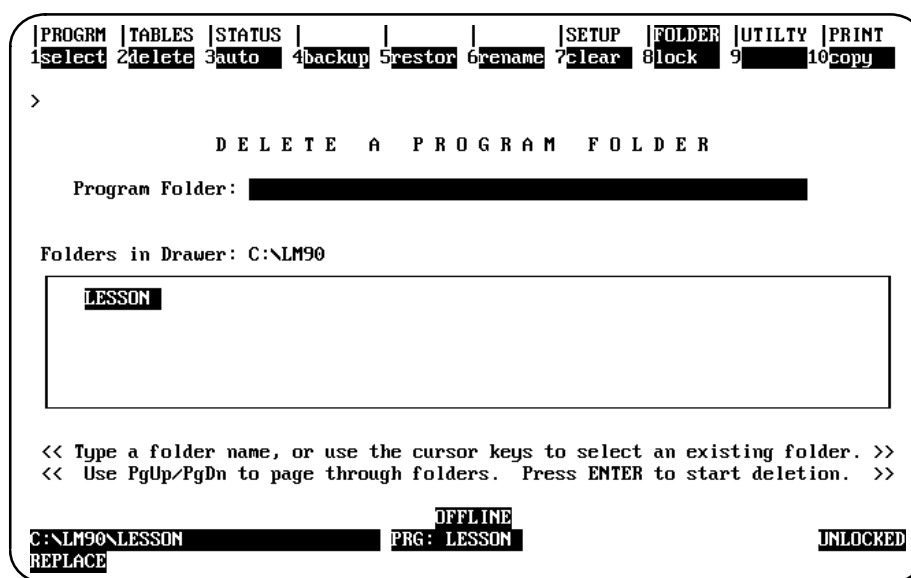 |PROGRM |TABLES |STATUS | | | |SETUP |FOLDER |UTILTY |PRINT
1select 2delete 3auto 4backup 5restor 6rename 7clear 8lock 9 10copy
>
D E L E T E A P R O G R A M F O L D E R
Program Folder:
Folders in Drawer: C:\LM90
LESSON
<< Type a folder name, or use the cursor keys to select an existing folder. >>
<< Use PgUp/PgDn to page through folders. Press ENTER to start deletion. >>
OFFLINE
C:\LM90\LESSON PRG: LESSON UNLOCKED
REPLACE